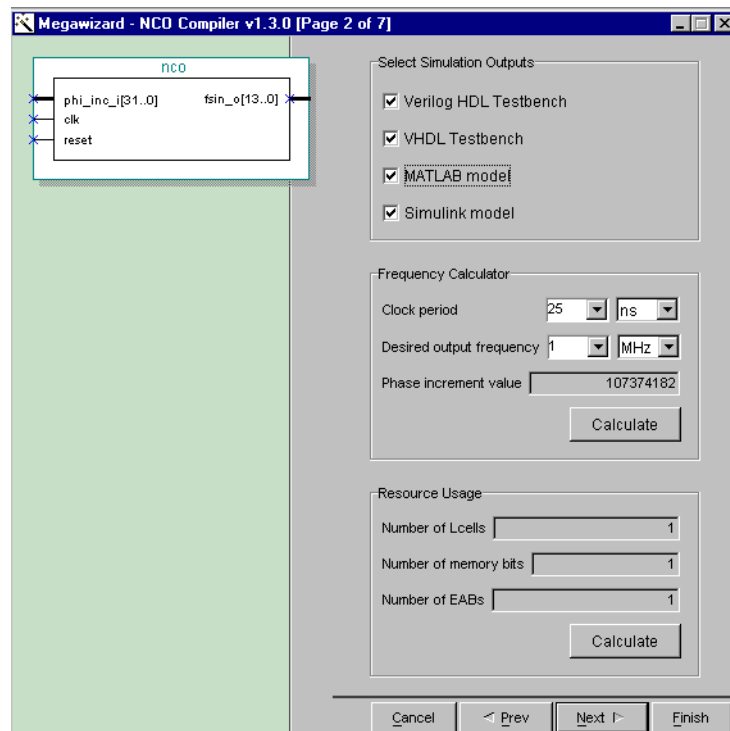 Megawizard - NCO Compiler v1.3.0 [Page 2 of 7]
nco
phi_inc_i[31..0] fsin_o[13..0]
clk
reset
Select Simulation Outputs
Verilog HDL Testbench
VHDL Testbench
MATLAB model
Simulink model
Frequency Calculator
Clock period 25 ns
Desired output frequency 1 MHz
Phase increment value 107374182
Calculate
Resource Usage
Number of Lcells 1
Number of memory bits 1
Number of EABs 1
Calculate
Cancel Prev Next Finish